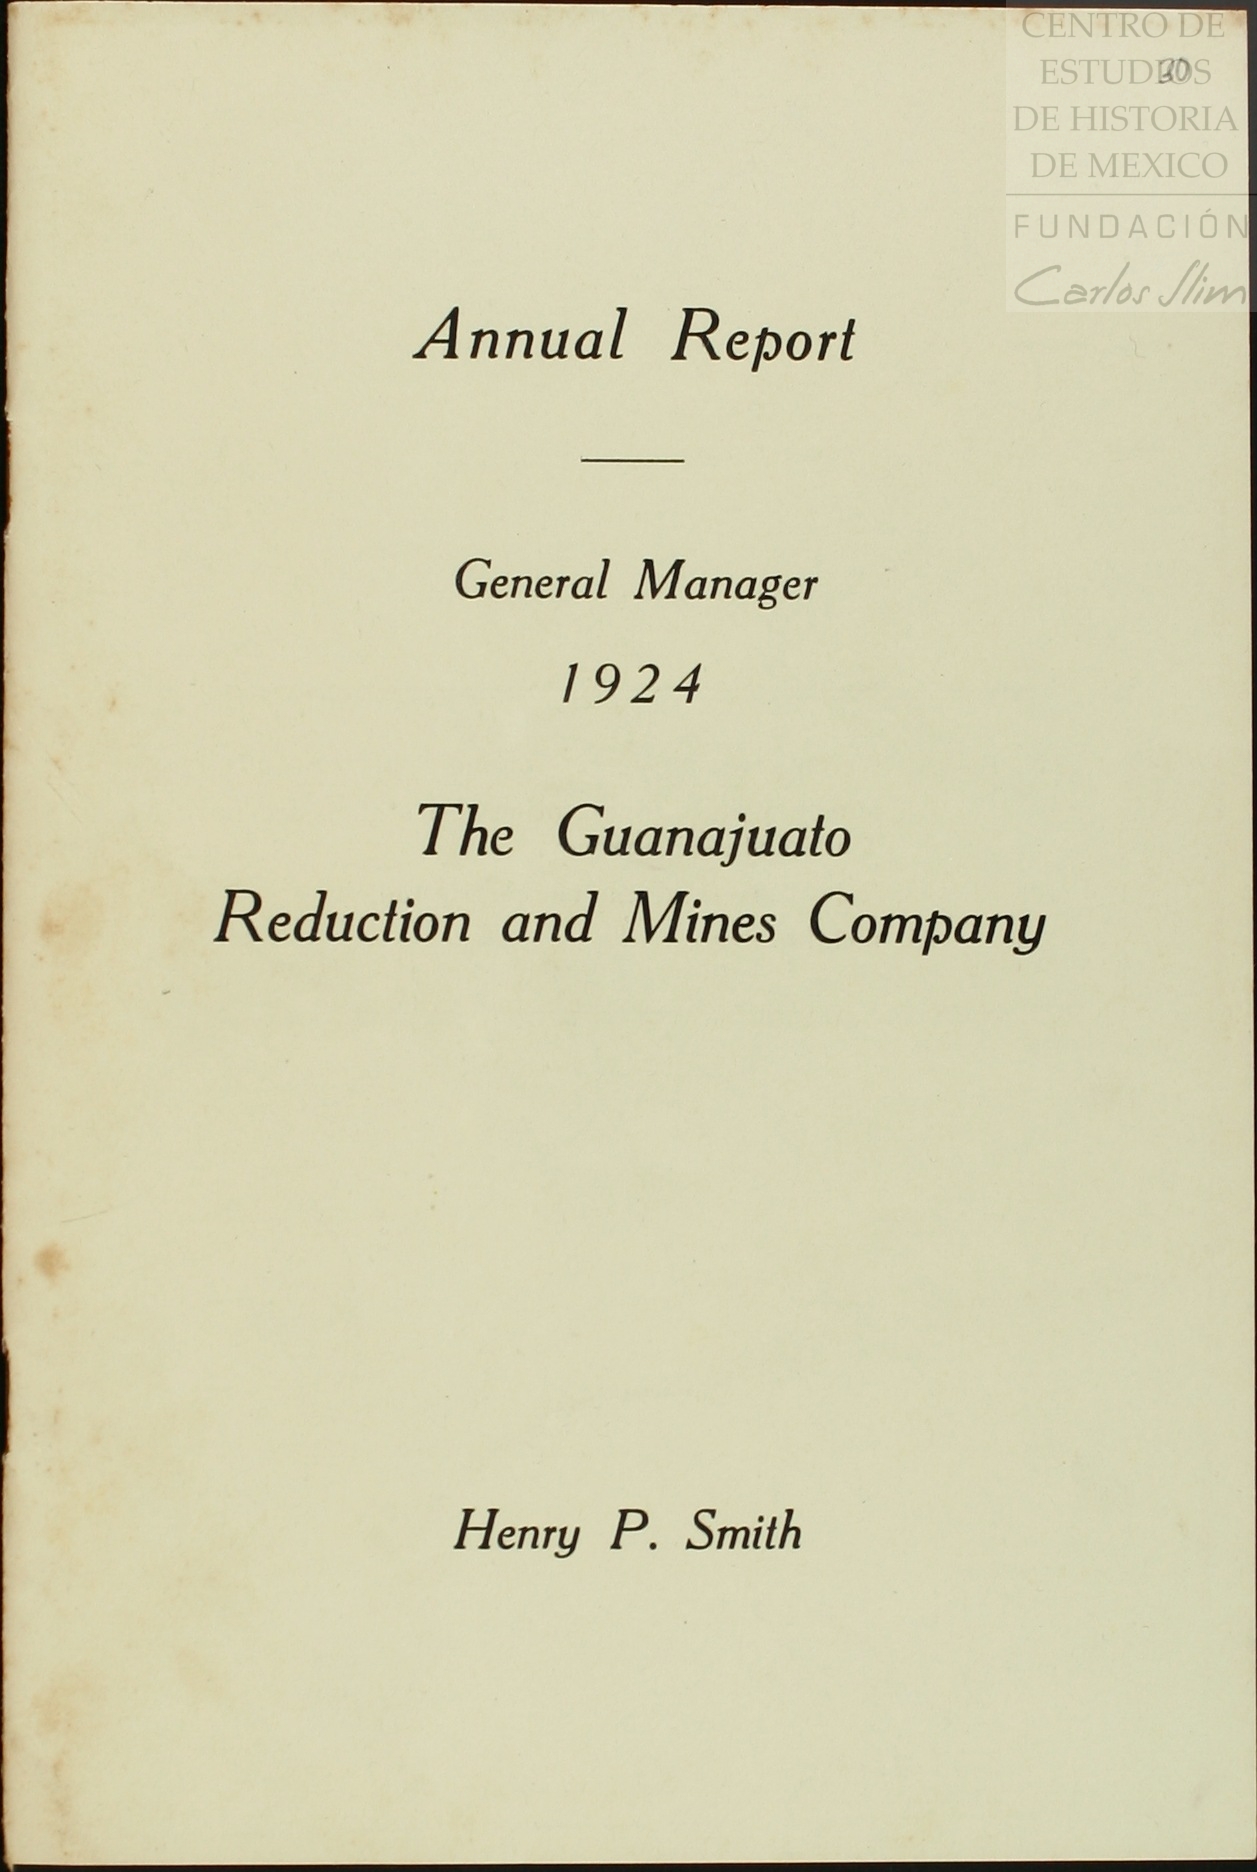 CENTRO DE
ESTUDIOS
DE HISTORIA
DE MEXICO
FUNDACIÓN
Carlos Slim
30
Annual Report
General Manager
1924
The Guanajuato
Reduction and Mines Company
Henry P. Smith